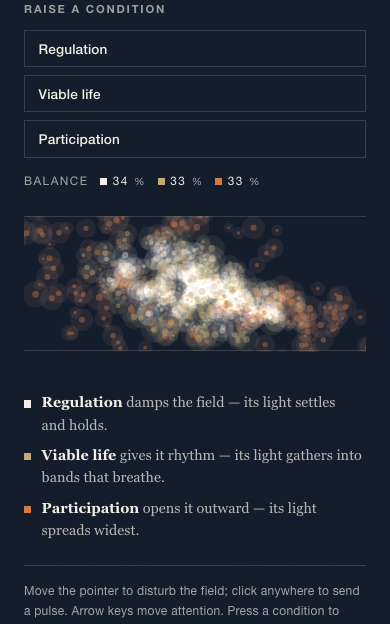 RAISE A CONDITION
Regulation
Viable life
Participation
BALANCE 34 % 33 % 33 %
Regulation damps the field — its light settles
and holds.
Viable life gives it rhythm — its light gathers into
bands that breathe.
Participation opens it outward — its light
spreads widest.
Move the pointer to disturb the field; click anywhere to send
a pulse. Arrow keys move attention. Press a condition to